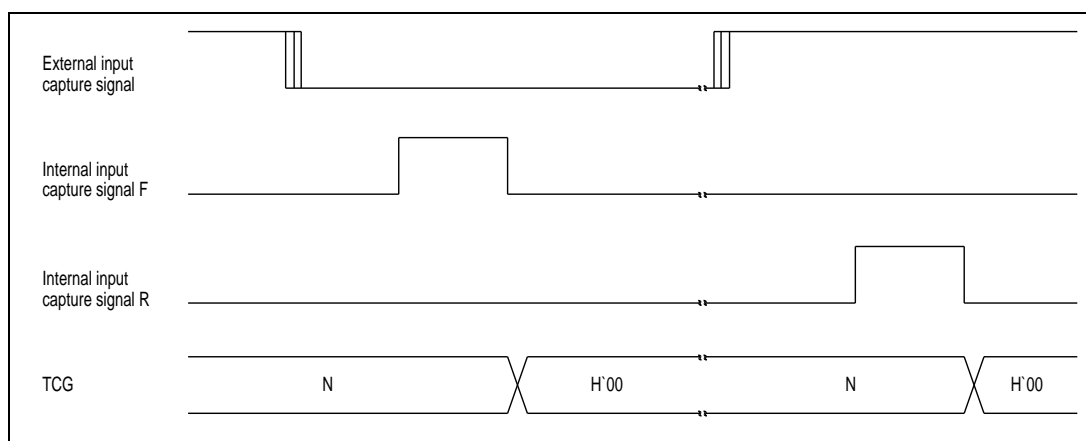 External input
capture signal
Internal input
capture signal F
Internal input
capture signal R
TCG
N
H`00
N
H`00